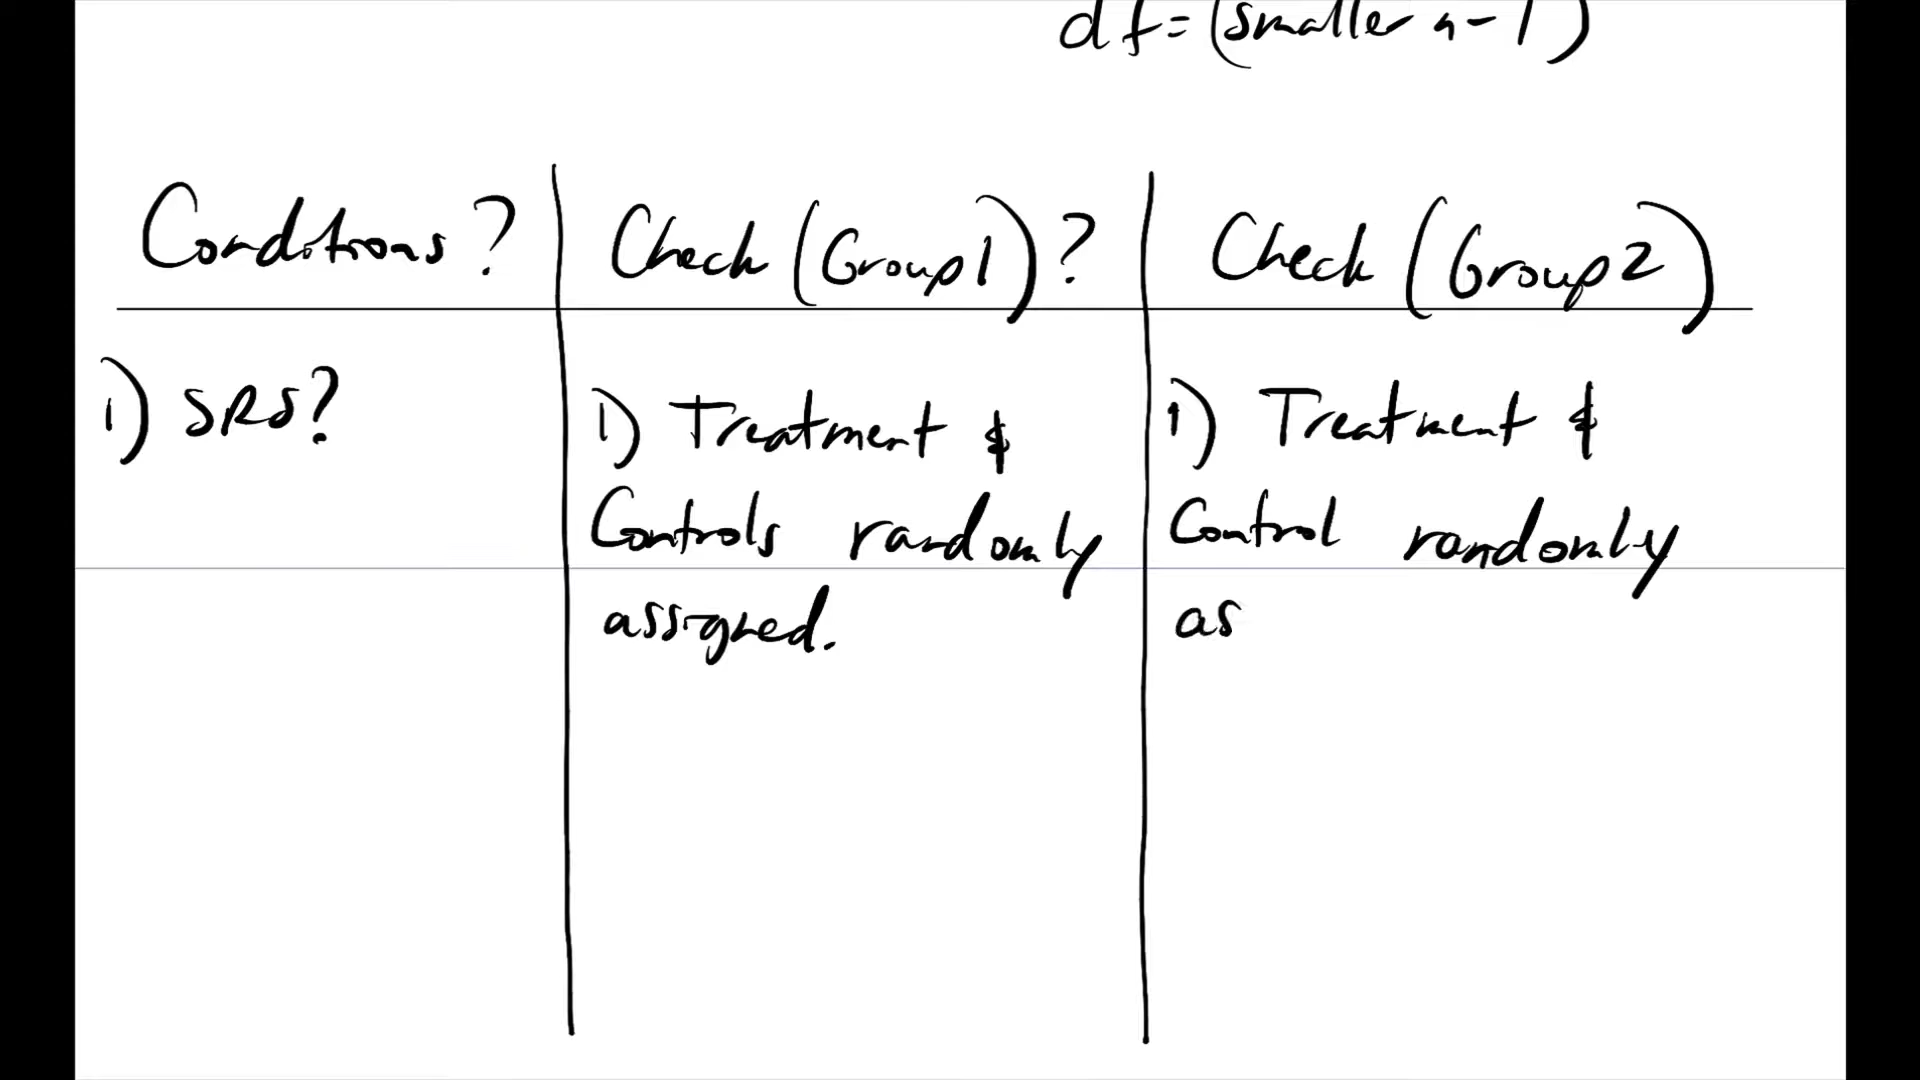 df=(smaller n-1)
Conditions? Check (Group 1)? Check (Group 2)
1) SRS? 1) Treatment & 1) Treatment &
Controls randomly Control randomly
assigned. as